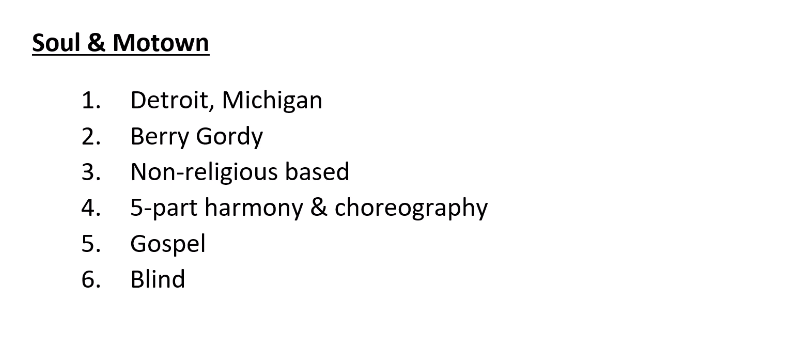 Soul & Motown
1. Detroit, Michigan
2. Berry Gordy
3. Non-religious based
4. 5-part harmony & choreography
5. Gospel
6. Blind